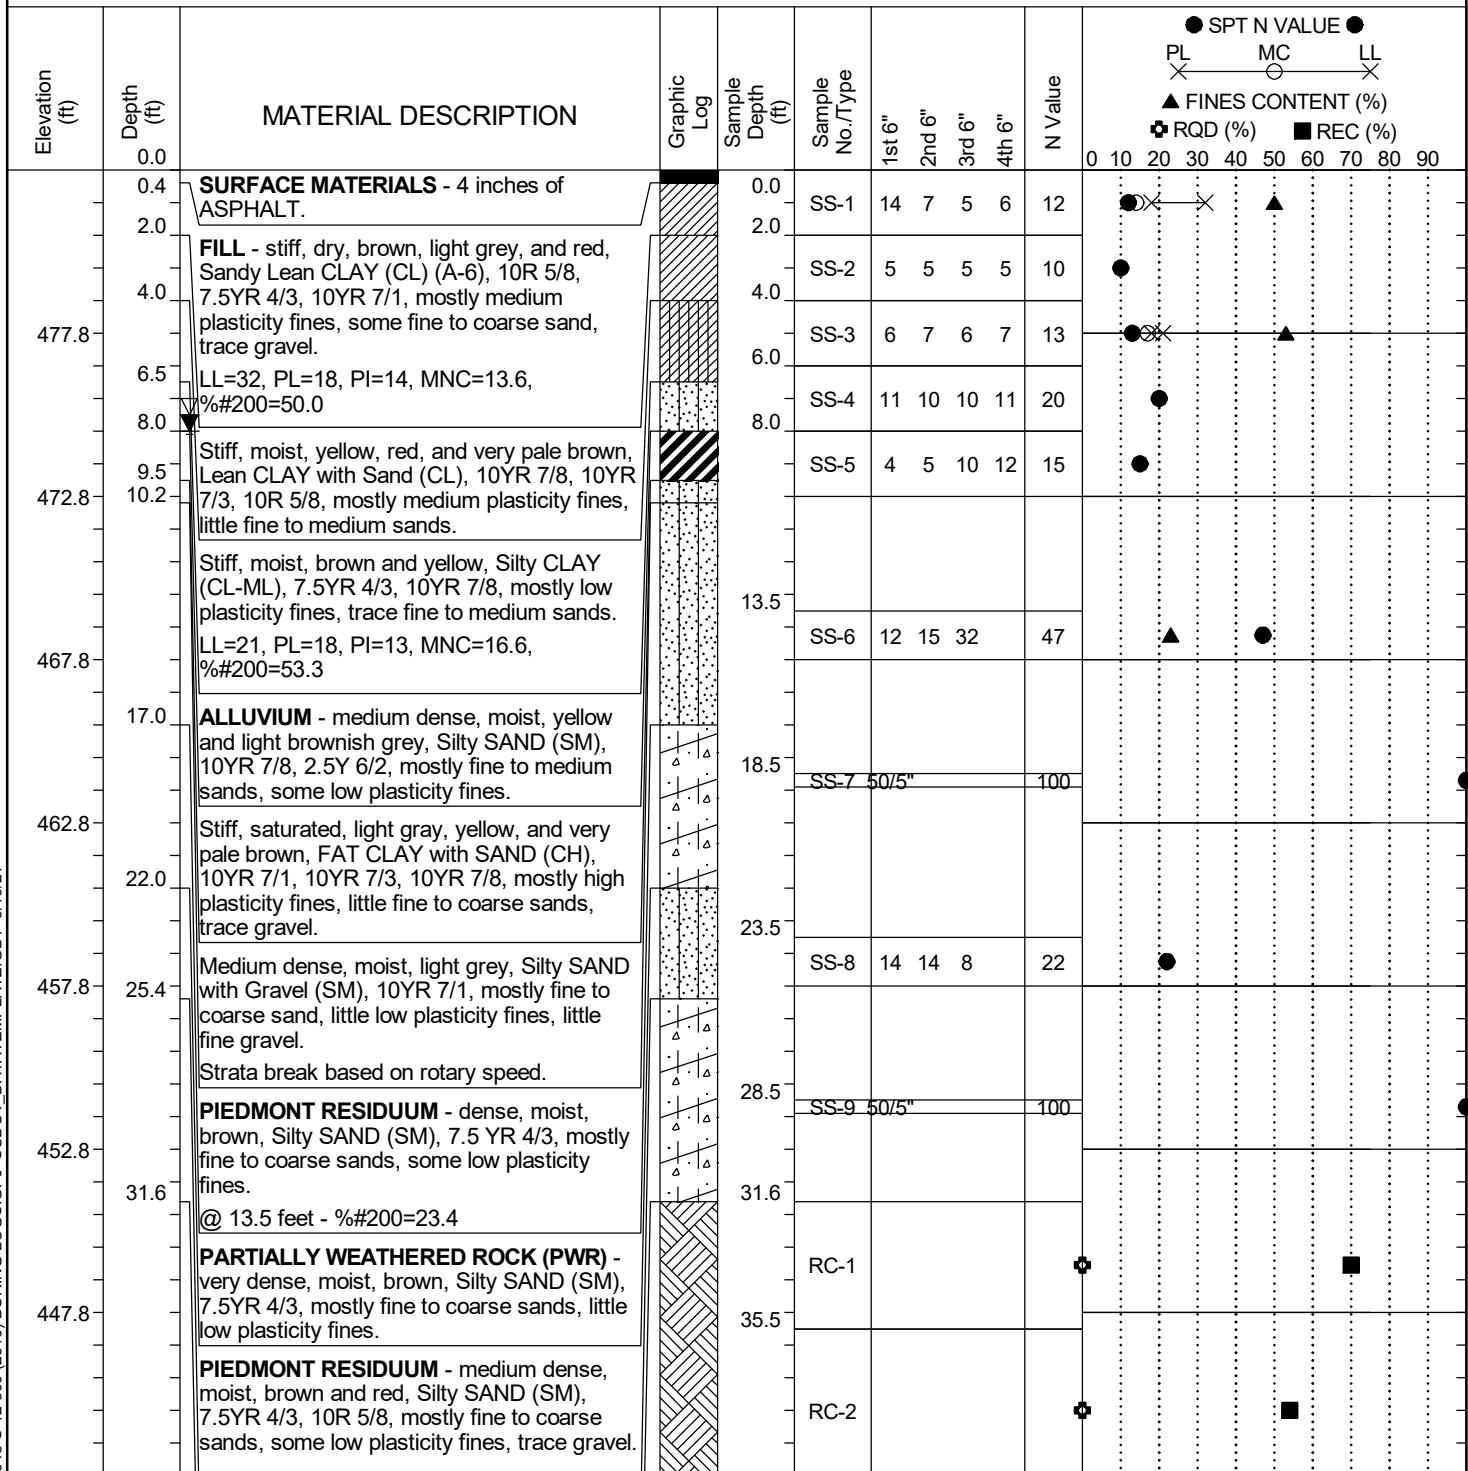 ● SPT N VALUE ●
PL MC LL
▲ FINES CONTENT (%)
RQD (%) ■ REC (%)
0 10 20 30 40 50 60 70 80 90
Elevation (ft)
Depth (ft)
0.0
MATERIAL DESCRIPTION
Graphic Log
Sample Depth (ft)
Sample No./Type
1st 6"
2nd 6"
3rd 6"
4th 6"
N Value
477.8
472.8
467.8
462.8
457.8
452.8
447.8
0.4
2.0
4.0
6.5
8.0
9.5
10.2
17.0
22.0
25.4
31.6
SURFACE MATERIALS - 4 inches of
ASPHALT.
FILL - stiff, dry, brown, light grey, and red,
Sandy Lean CLAY (CL) (A-6), 10R 5/8,
7.5YR 4/3, 10YR 7/1, mostly medium
plasticity fines, some fine to coarse sand,
trace gravel.
LL=32, PL=18, PI=14, MNC=13.6,
%#200=50.0
Stiff, moist, yellow, red, and very pale brown,
Lean CLAY with Sand (CL), 10YR 7/8, 10YR
7/3, 10R 5/8, mostly medium plasticity fines,
little fine to medium sands.
Stiff, moist, brown and yellow, Silty CLAY
(CL-ML), 7.5YR 4/3, 10YR 7/8, mostly low
plasticity fines, trace fine to medium sands.
LL=21, PL=18, PI=13, MNC=16.6,
%#200=53.3
ALLUVIUM - medium dense, moist, yellow
and light brownish grey, Silty SAND (SM),
10YR 7/8, 2.5Y 6/2, mostly fine to medium
sands, some low plasticity fines.
Stiff, saturated, light gray, yellow, and very
pale brown, FAT CLAY with SAND (CH),
10YR 7/1, 10YR 7/3, 10YR 7/8, mostly high
plasticity fines, little fine to coarse sands,
trace gravel.
Medium dense, moist, light grey, Silty SAND
with Gravel (SM), 10YR 7/1, mostly fine to
coarse sand, little low plasticity fines, little
fine gravel.
Strata break based on rotary speed.
PIEDMONT RESIDUUM - dense, moist,
brown, Silty SAND (SM), 7.5 YR 4/3, mostly
fine to coarse sands, some low plasticity
fines.
@ 13.5 feet - %#200=23.4
PARTIALLY WEATHERED ROCK (PWR) -
very dense, moist, brown, Silty SAND (SM),
7.5YR 4/3, mostly fine to coarse sands, little
low plasticity fines.
PIEDMONT RESIDUUM - medium dense,
moist, brown and red, Silty SAND (SM),
7.5YR 4/3, 10R 5/8, mostly fine to coarse
sands, some low plasticity fines, trace gravel.
0.0
2.0
4.0
6.0
8.0
13.5
18.5
23.5
28.5
31.6
35.5
SS-1 14 7 5 6 12
SS-2 5 5 5 5 10
SS-3 6 7 6 7 13
SS-4 11 10 10 11 20
SS-5 4 5 10 12 15
SS-6 12 15 32 47
SS-7 50/5" 100
SS-8 14 14 8 22
SS-9 50/5" 100
RC-1
RC-2